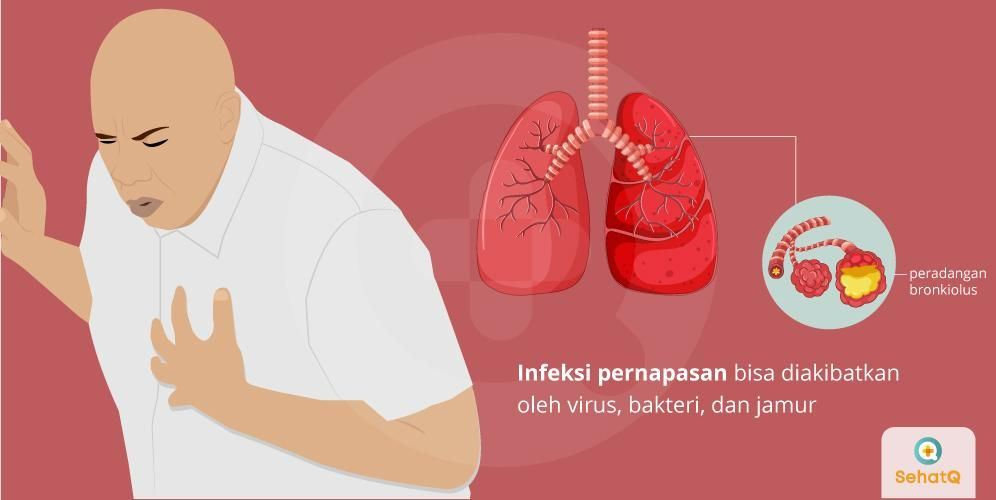 peradangan
bronkiolus
Infeksi pernapasan bisa diakibatkan
oleh virus, bakteri, dan jamur
SehatQ